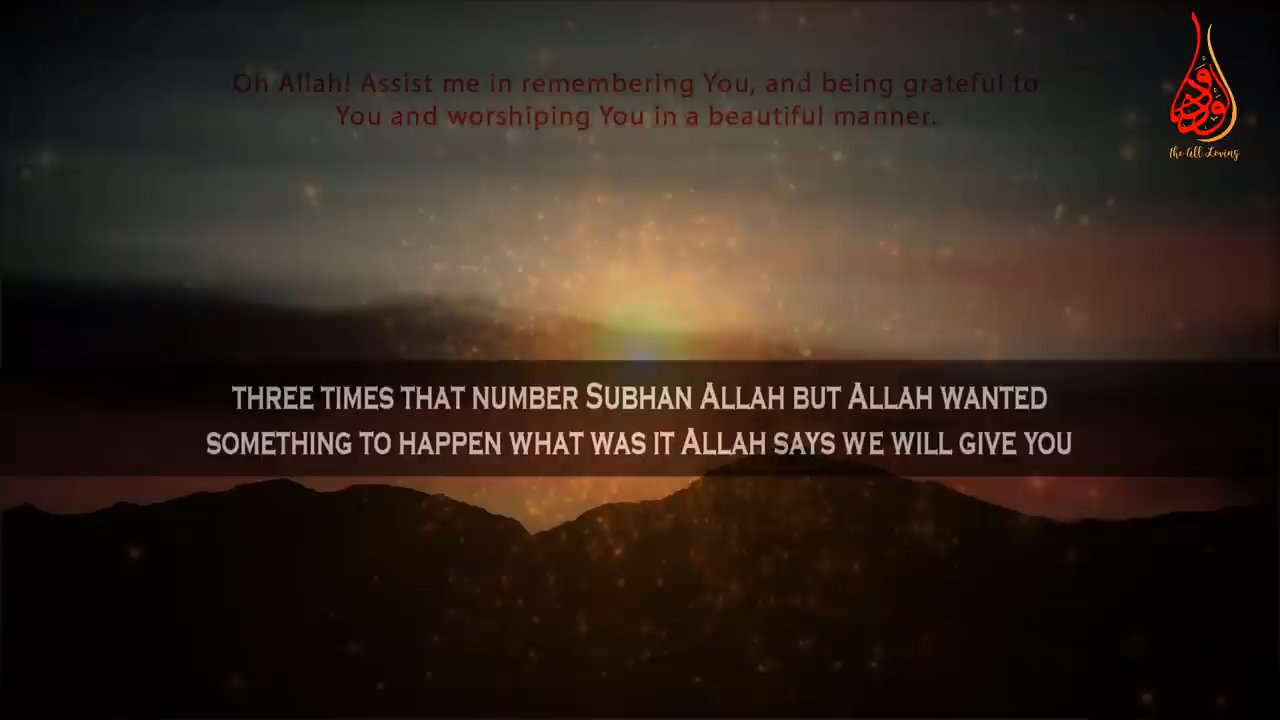 Oh Allah! Assist me in remembering You, and being grateful to
You and worshiping You in a beautiful manner.
The All Loving
THREE TIMES THAT NUMBER SUBHAN ALLAH BUT ALLAH WANTED
SOMETHING TO HAPPEN WHAT WAS IT ALLAH SAYS WE WILL GIVE YOU